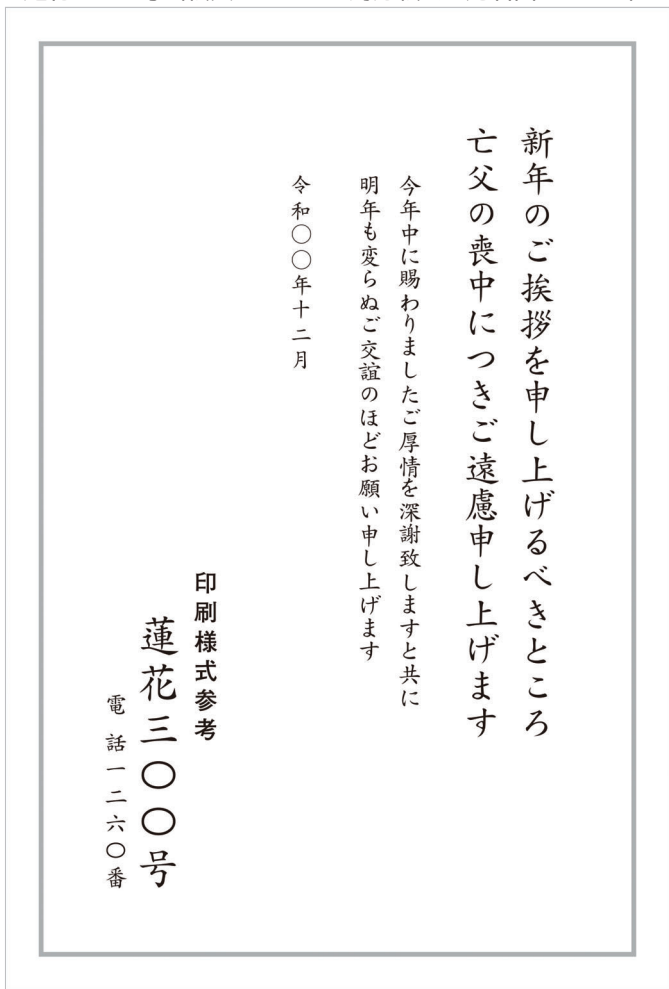 新年のご挨拶を申し上げるべきところ
亡父の喪中につきご遠慮申し上げます
今年中に賜わりましたご厚情を深謝致しますと共に
明年も変らぬご交誼のほどお願い申し上げます
令和〇〇年十二月
印刷様式参考
蓮花三〇〇号
電話一二六〇番